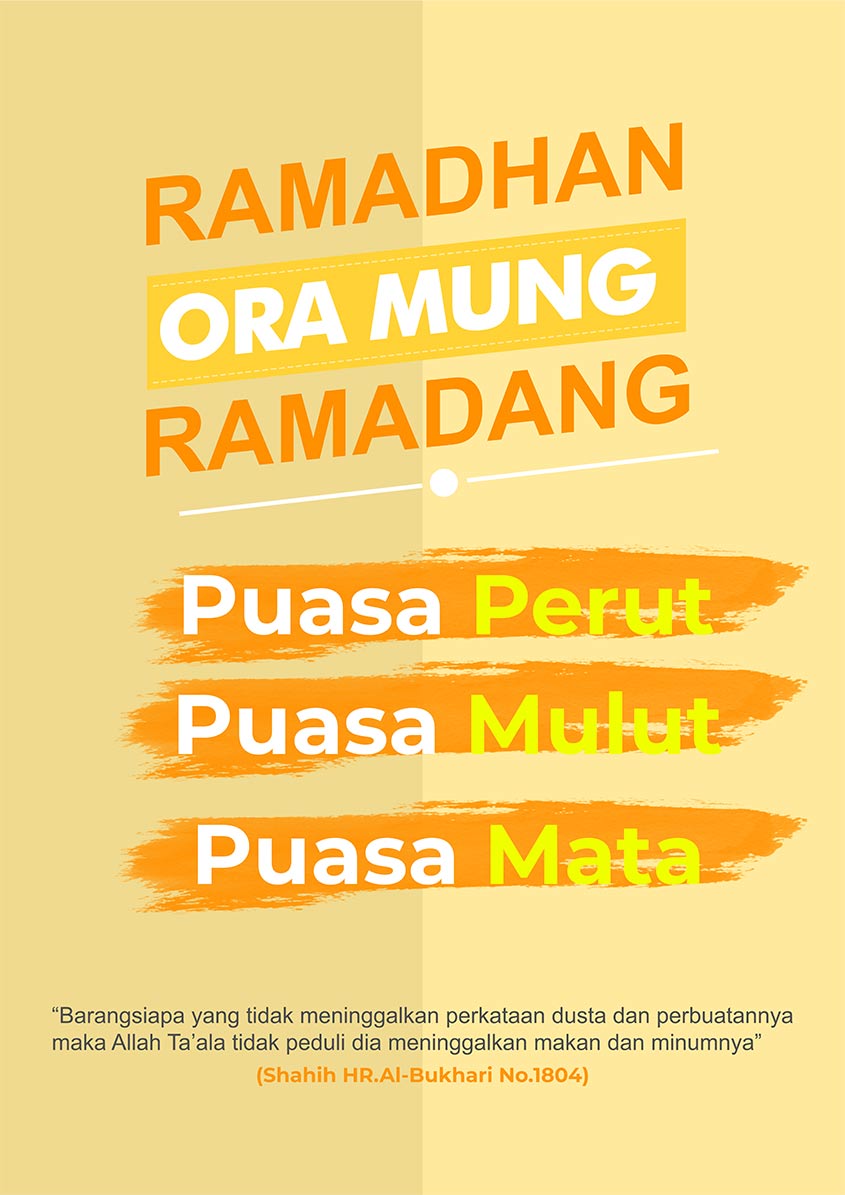 RAMADHAN
ORA MUNG
RAMADANG
Puasa Perut
Puasa Mulut
Puasa Mata
“Barangsiapa yang tidak meninggalkan perkataan dusta dan perbuatannya
maka Allah Ta’ala tidak peduli dia meninggalkan makan dan minumnya”
(Shahih HR.Al-Bukhari No.1804)